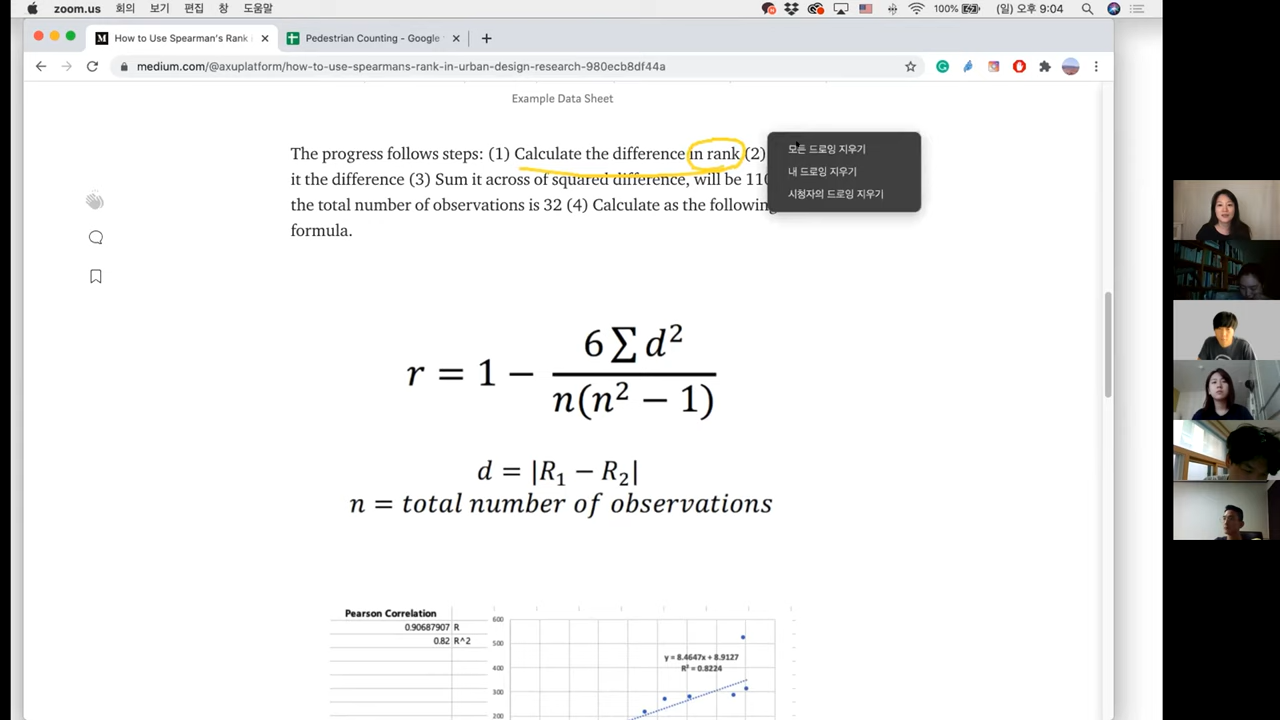 zoom.us 회의 보기 편집 창 도움말 100% (일) 오후 9:04
How to Use Spearman's Rank Pedestrian Counting - Google
medium.com/@axuplatform/how-to-use-spearmans-rank-in-urban-design-research-980ecb8df44a
Example Data Sheet
The progress follows steps: (1) Calculate the difference in rank (2)
it the difference (3) Sum it across of squared difference, will be 110
the total number of observations is 32 (4) Calculate as the following
formula.
모든 드로잉 지우기
내 드로잉 지우기
시청자의 드로잉 지우기
r = 1 − 6∑d² / n(n² − 1)
d = |R₁ − R₂|
n = total number of observations
Pearson Correlation
0.90687907 R
0.82 R^2
600
500
400
300
200
y = 8.4647x + 8.9127
R² = 0.8224